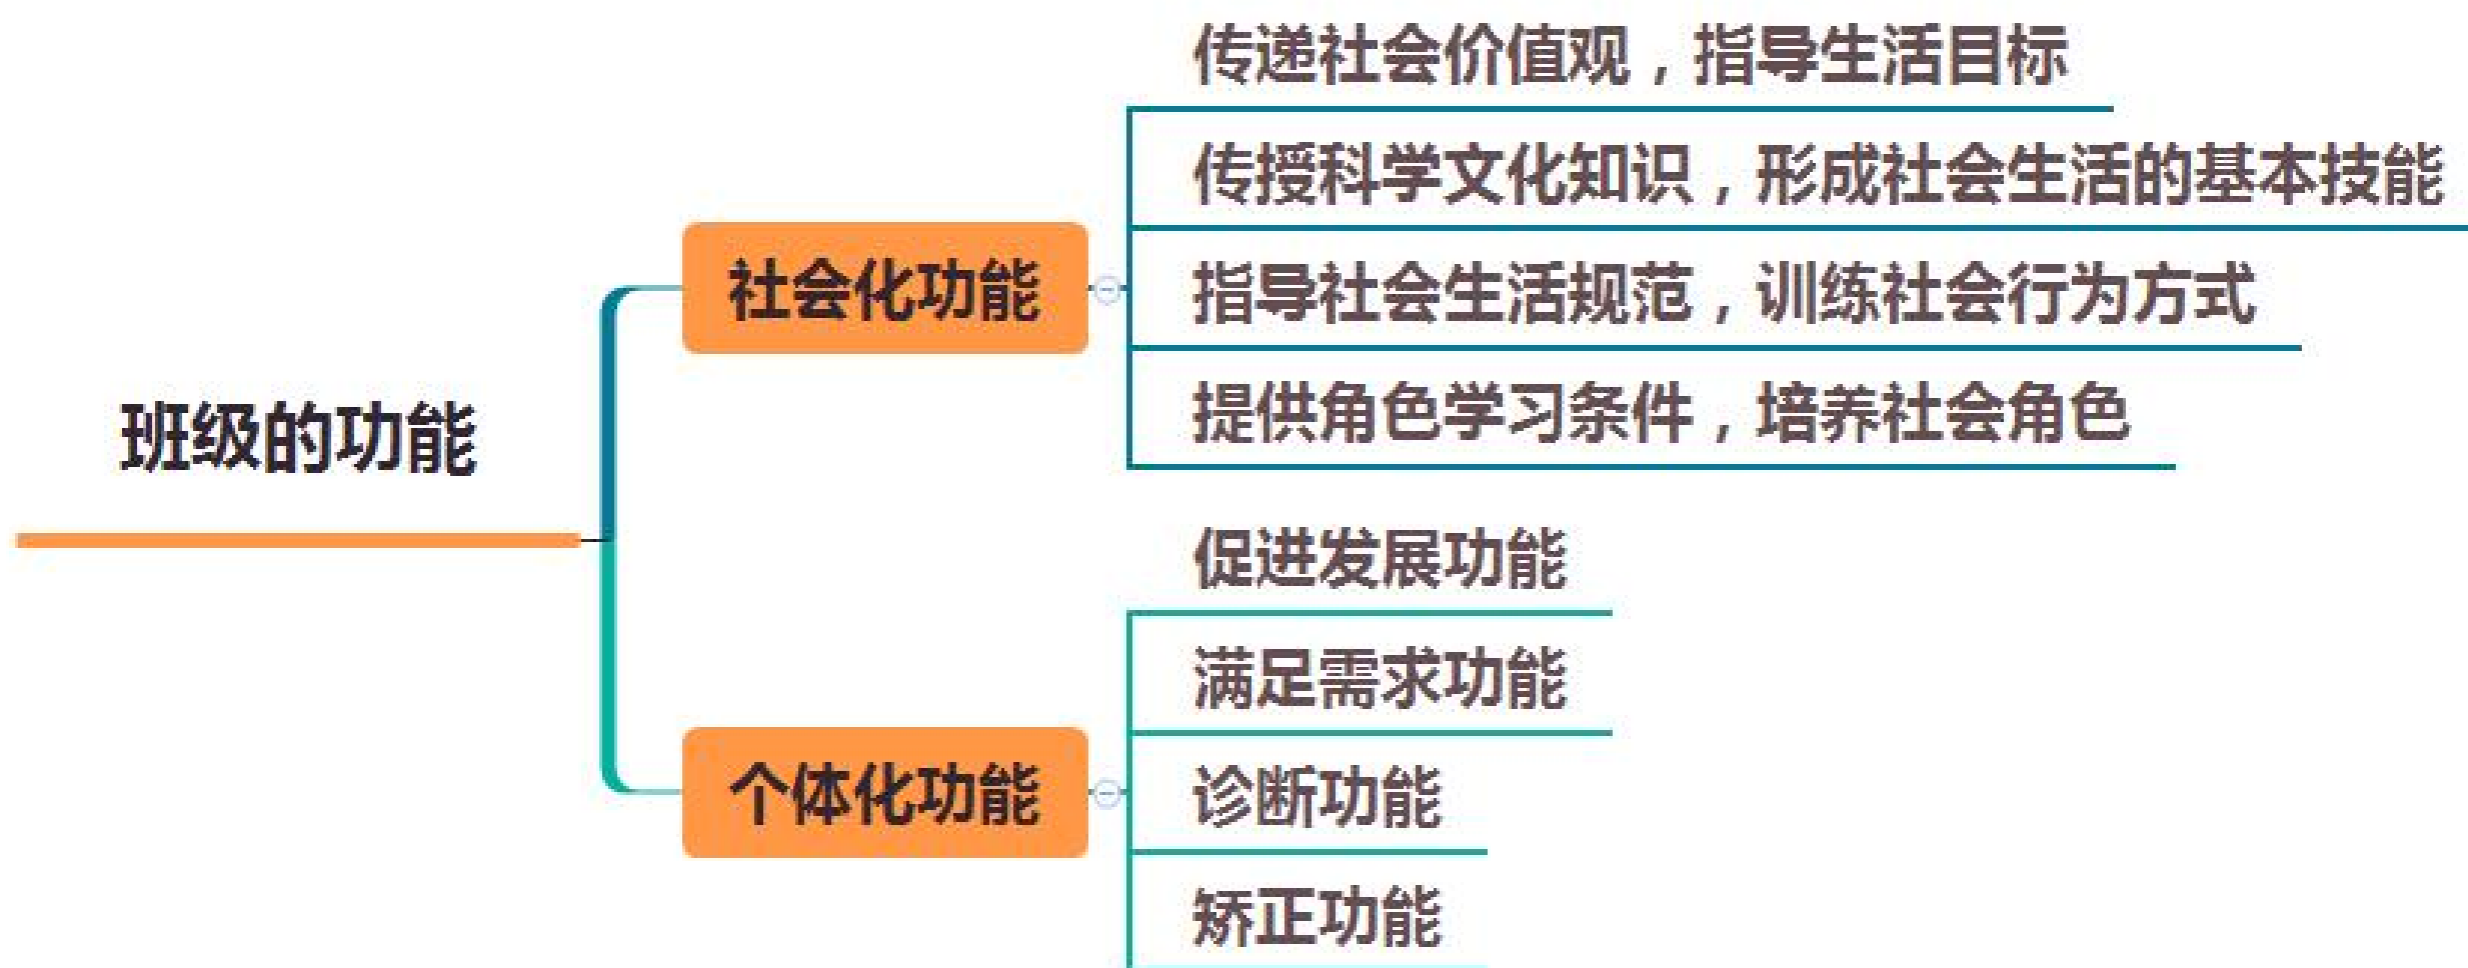 班级的功能
社会化功能
传递社会价值观，指导生活目标
传授科学文化知识，形成社会生活的基本技能
指导社会生活规范，训练社会行为方式
提供角色学习条件，培养社会角色
个体化功能
促进发展功能
满足需求功能
诊断功能
矫正功能